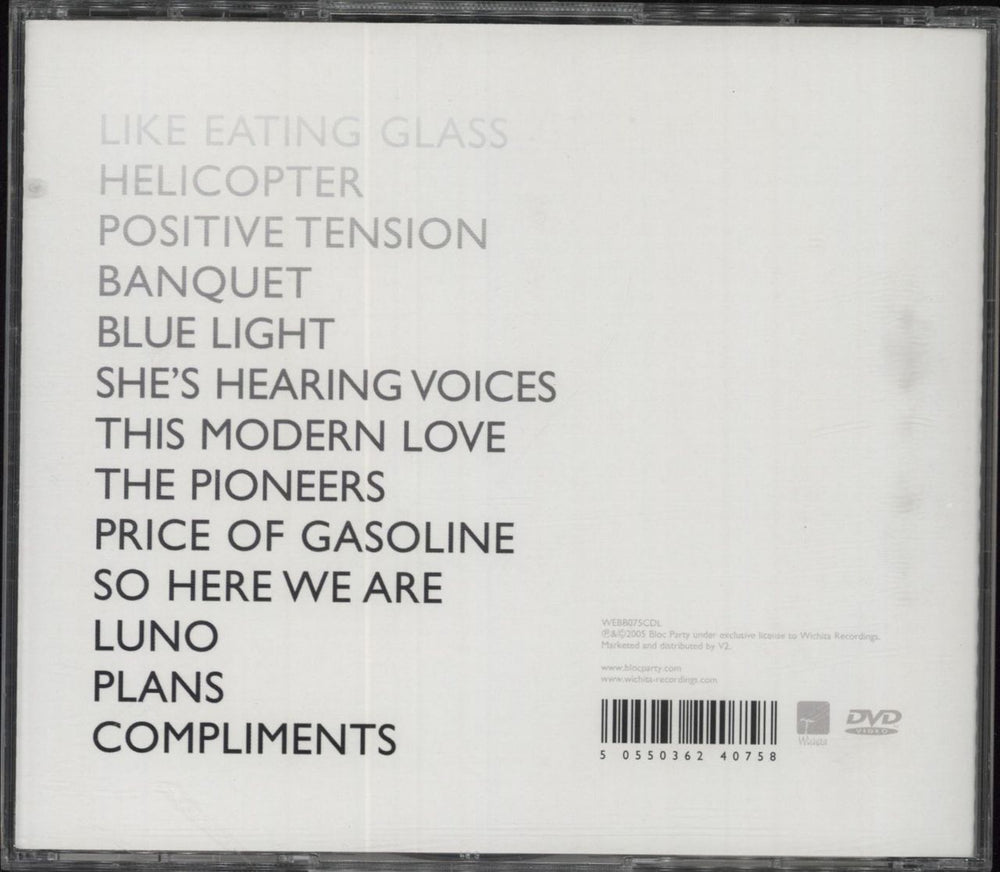 LIKE EATING GLASS
HELICOPTER
POSITIVE TENSION
BANQUET
BLUE LIGHT
SHE'S HEARING VOICES
THIS MODERN LOVE
THE PIONEERS
PRICE OF GASOLINE
SO HERE WE ARE
LUNO
PLANS
COMPLIMENTS
WEBB075CDL
℗&©2005 Bloc Party under exclusive license to Wichita Recordings.
Marketed and distributed by V2.
www.blocparty.com
www.wichita-recordings.com
5 0550362 40758
Wichita
DVD
VIDEO